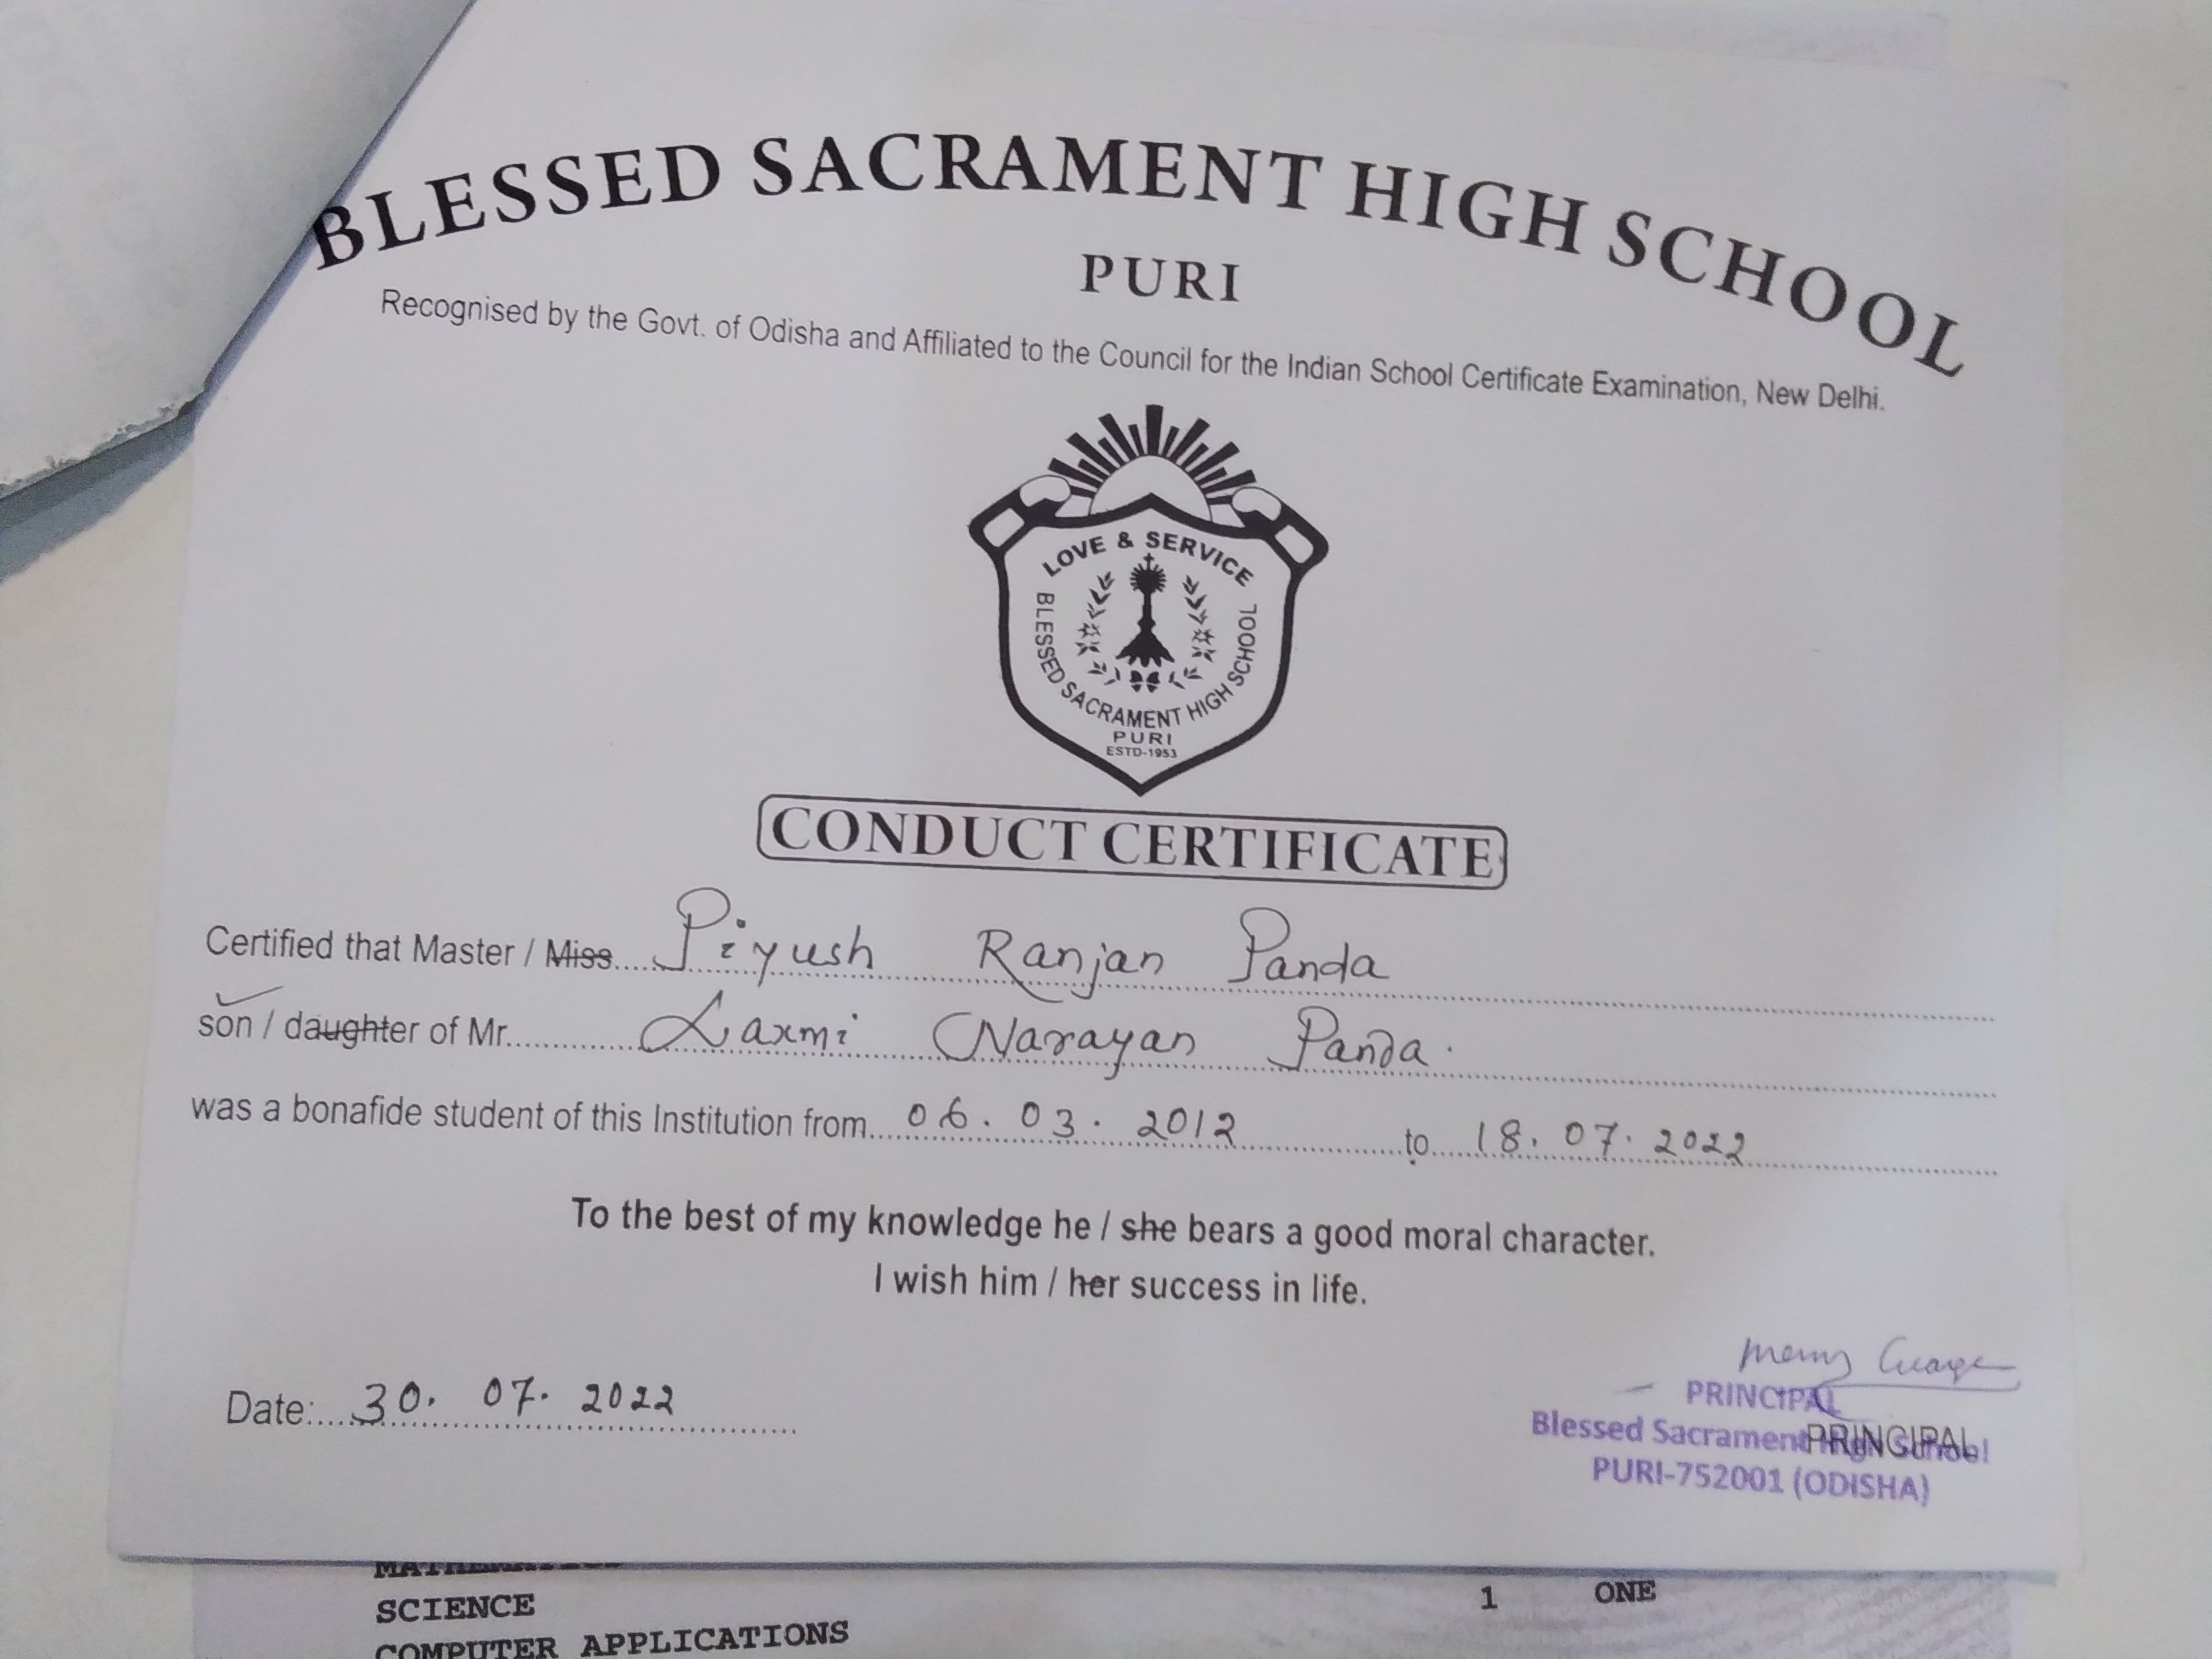 BLESSED SACRAMENT HIGH SCHOOL
PURI
Recognised by the Govt. of Odisha and Affiliated to the Council for the Indian School Certificate Examination, New Delhi.
LOVE & SERVICE
BLESSED SACRAMENT HIGH SCHOOL
PURI
ESTD-1953
CONDUCT CERTIFICATE
Certified that Master / Miss Piyush Ranjan Panda
son / daughter of Mr. Laxmi Narayan Panda.
was a bonafide student of this Institution from 06.03.2012 to 18.07.2022
To the best of my knowledge he / she bears a good moral character.
I wish him / her success in life.
Date: 30.07.2022
PRINCIPAL
Blessed Sacrament High School
PRINCIPAL
PURI-752001 (ODISHA)
SCIENCE 1 ONE
COMPUTER APPLICATIONS